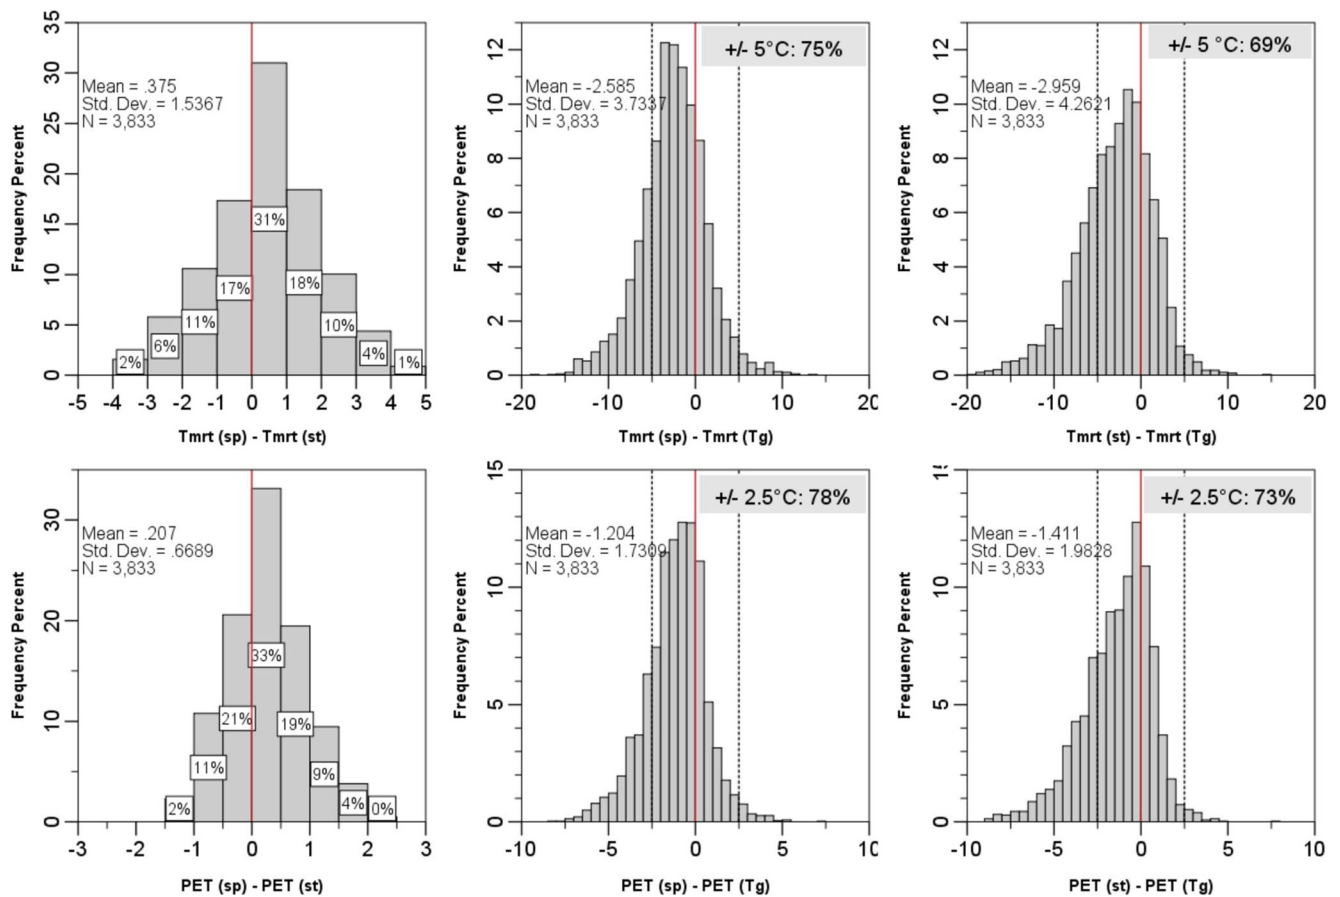 35
30
25
20
15
10
5
0
Frequency Percent
Mean = .375
Std. Dev. = 1.5367
N = 3,833
2%
6%
11%
17%
31%
18%
10%
4%
1%
-5 -4 -3 -2 -1 0 1 2 3 4 5
Tmrt (sp) - Tmrt (st)
12
10
8
6
4
2
0
Frequency Percent
+/- 5°C: 75%
Mean = -2.585
Std. Dev. = 3.7337
N = 3,833
-20 -10 0 10 20
Tmrt (sp) - Tmrt (Tg)
12
10
8
6
4
2
0
Frequency Percent
+/- 5 °C: 69%
Mean = -2.959
Std. Dev. = 4.2621
N = 3,833
-20 -10 0 10 20
Tmrt (st) - Tmrt (Tg)
30
20
10
0
Frequency Percent
Mean = .207
Std. Dev. = .6689
N = 3,833
2%
11%
21%
33%
19%
9%
4%
0%
-3 -2 -1 0 1 2 3
PET (sp) - PET (st)
15
10
5
0
Frequency Percent
+/- 2.5°C: 78%
Mean = -1.204
Std. Dev. = 1.7309
N = 3,833
-10 -5 0 5 10
PET (sp) - PET (Tg)
10
5
0
Frequency Percent
+/- 2.5°C: 73%
Mean = -1.411
Std. Dev. = 1.9828
N = 3,833
-10 -5 0 5 10
PET (st) - PET (Tg)